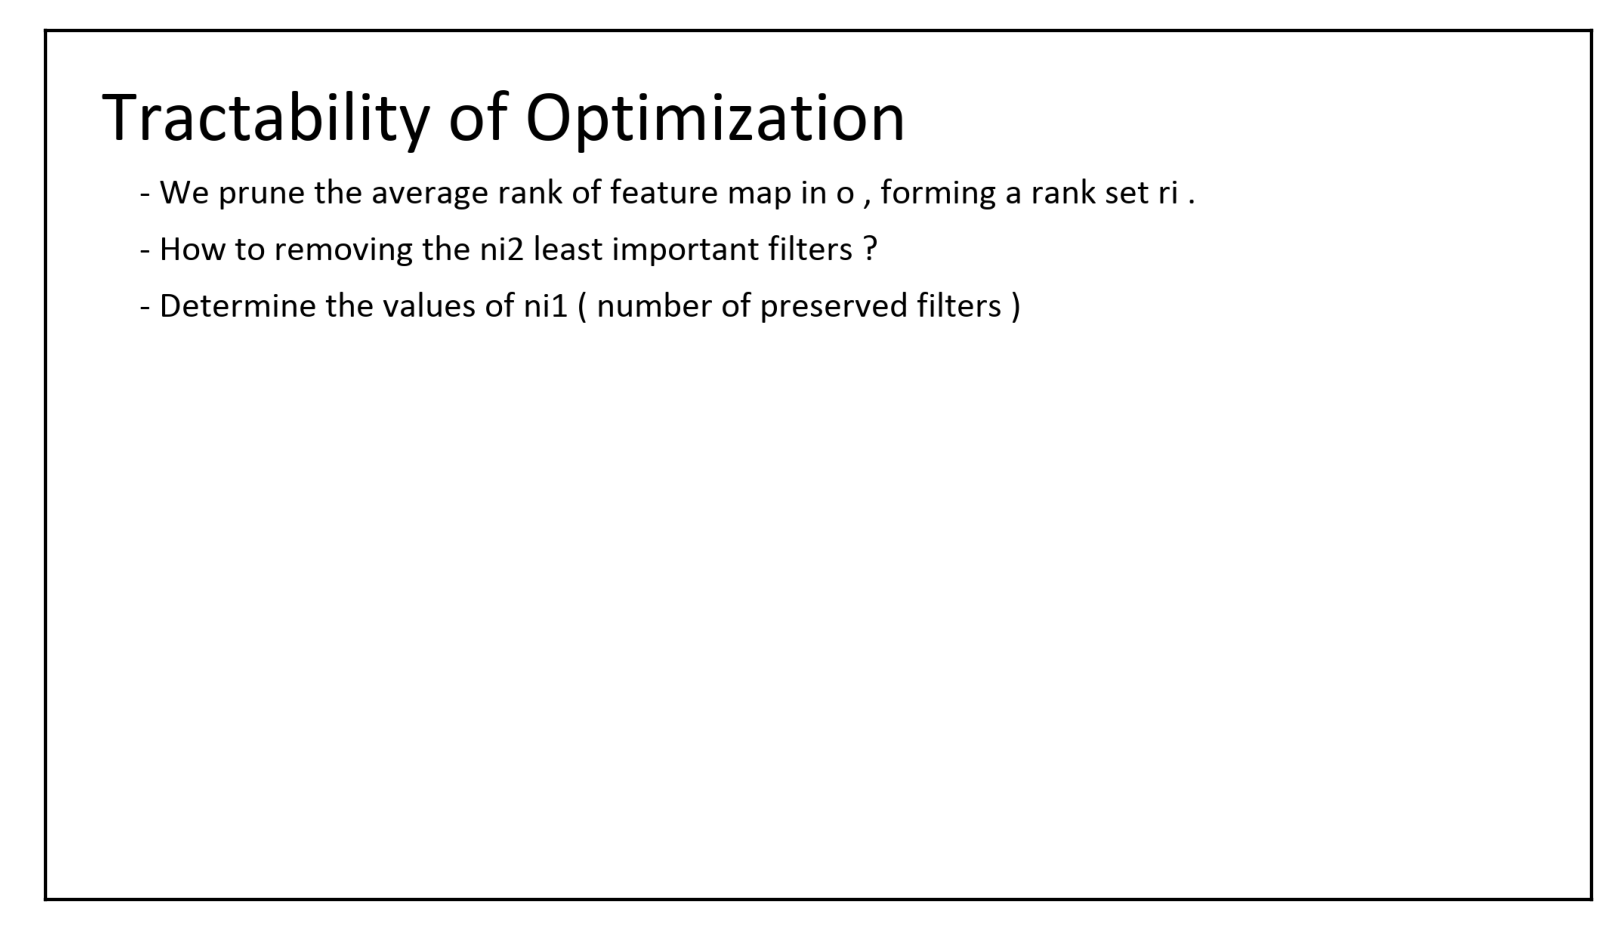 Tractability of Optimization
- We prune the average rank of feature map in o , forming a rank set ri .
- How to removing the ni2 least important filters ?
- Determine the values of ni1 ( number of preserved filters )